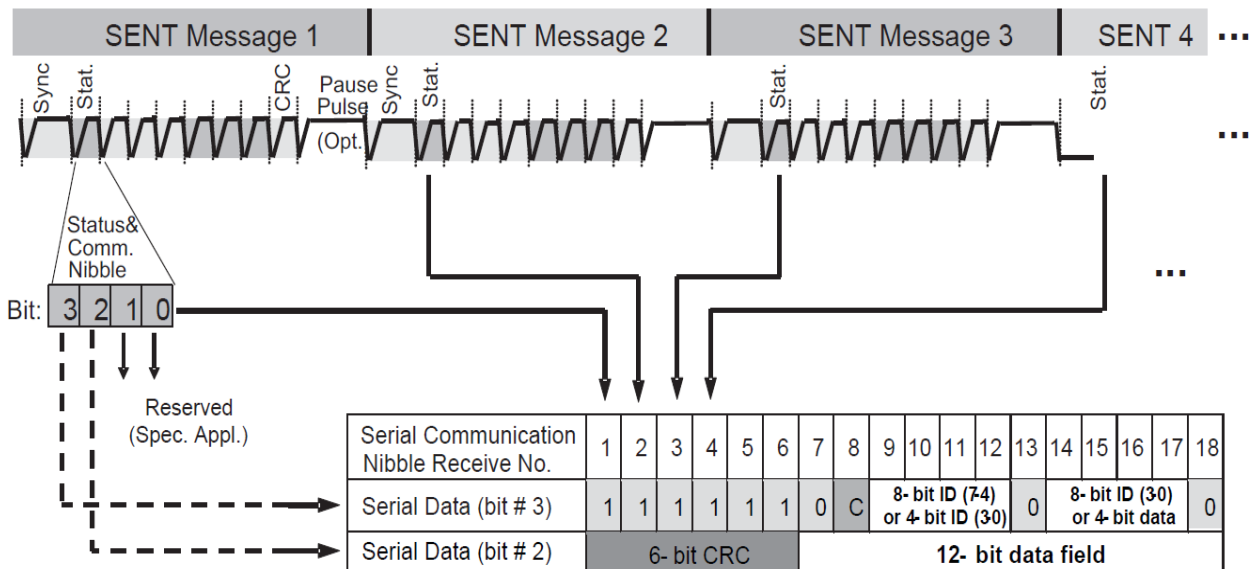 SENT Message 1 SENT Message 2 SENT Message 3 SENT 4 ...
Sync Stat. CRC Pause Pulse (Opt. Sync Stat. Stat. Stat.
...
Status&
Comm.
Nibble
...
Bit: 3 2 1 0
Reserved
(Spec. Appl.)
Serial Communication
Nibble Receive No. 1 2 3 4 5 6 7 8 9 10 11 12 13 14 15 16 17 18
Serial Data (bit # 3) 1 1 1 1 1 1 0 C 8- bit ID (7-4) or 4- bit ID (3-0) 0 8- bit ID (3-0) or 4- bit data 0
Serial Data (bit # 2) 6- bit CRC 12- bit data field